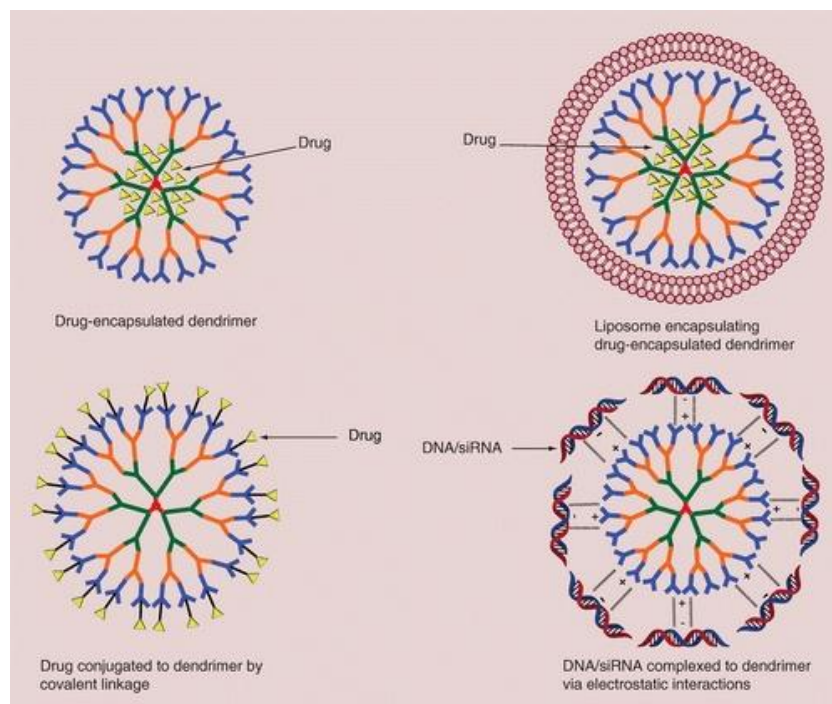 Drug
Drug
Drug-encapsulated dendrimer
Liposome encapsulating
drug-encapsulated dendrimer
Drug
DNA/siRNA
- + - + - + - + - + - + - + - +
Drug conjugated to dendrimer by
covalent linkage
DNA/siRNA complexed to dendrimer
via electrostatic interactions